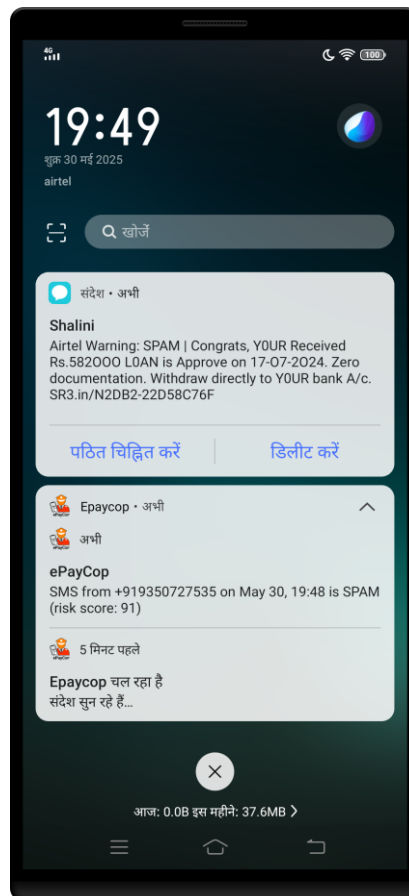 4G
100
19:49
शुक्र 30 मई 2025
airtel
खोजें
संदेश • अभी
Shalini
Airtel Warning: SPAM | Congrats, Y0UR Received
Rs.582OOO L0AN is Approve on 17-O7-2O24. Zero
documentation. Withdraw directly to Y0UR bank A/c.
SR3.in/N2DB2-22D58C76F
पठित चिह्नित करें
डिलीट करें
Epaycop • अभी
अभी
ePayCop
SMS from +919350727535 on May 30, 19:48 is SPAM
(risk score: 91)
5 मिनट पहले
Epaycop चल रहा है
संदेश सुन रहे हैं...
आज: 0.0B इस महीने: 37.6MB